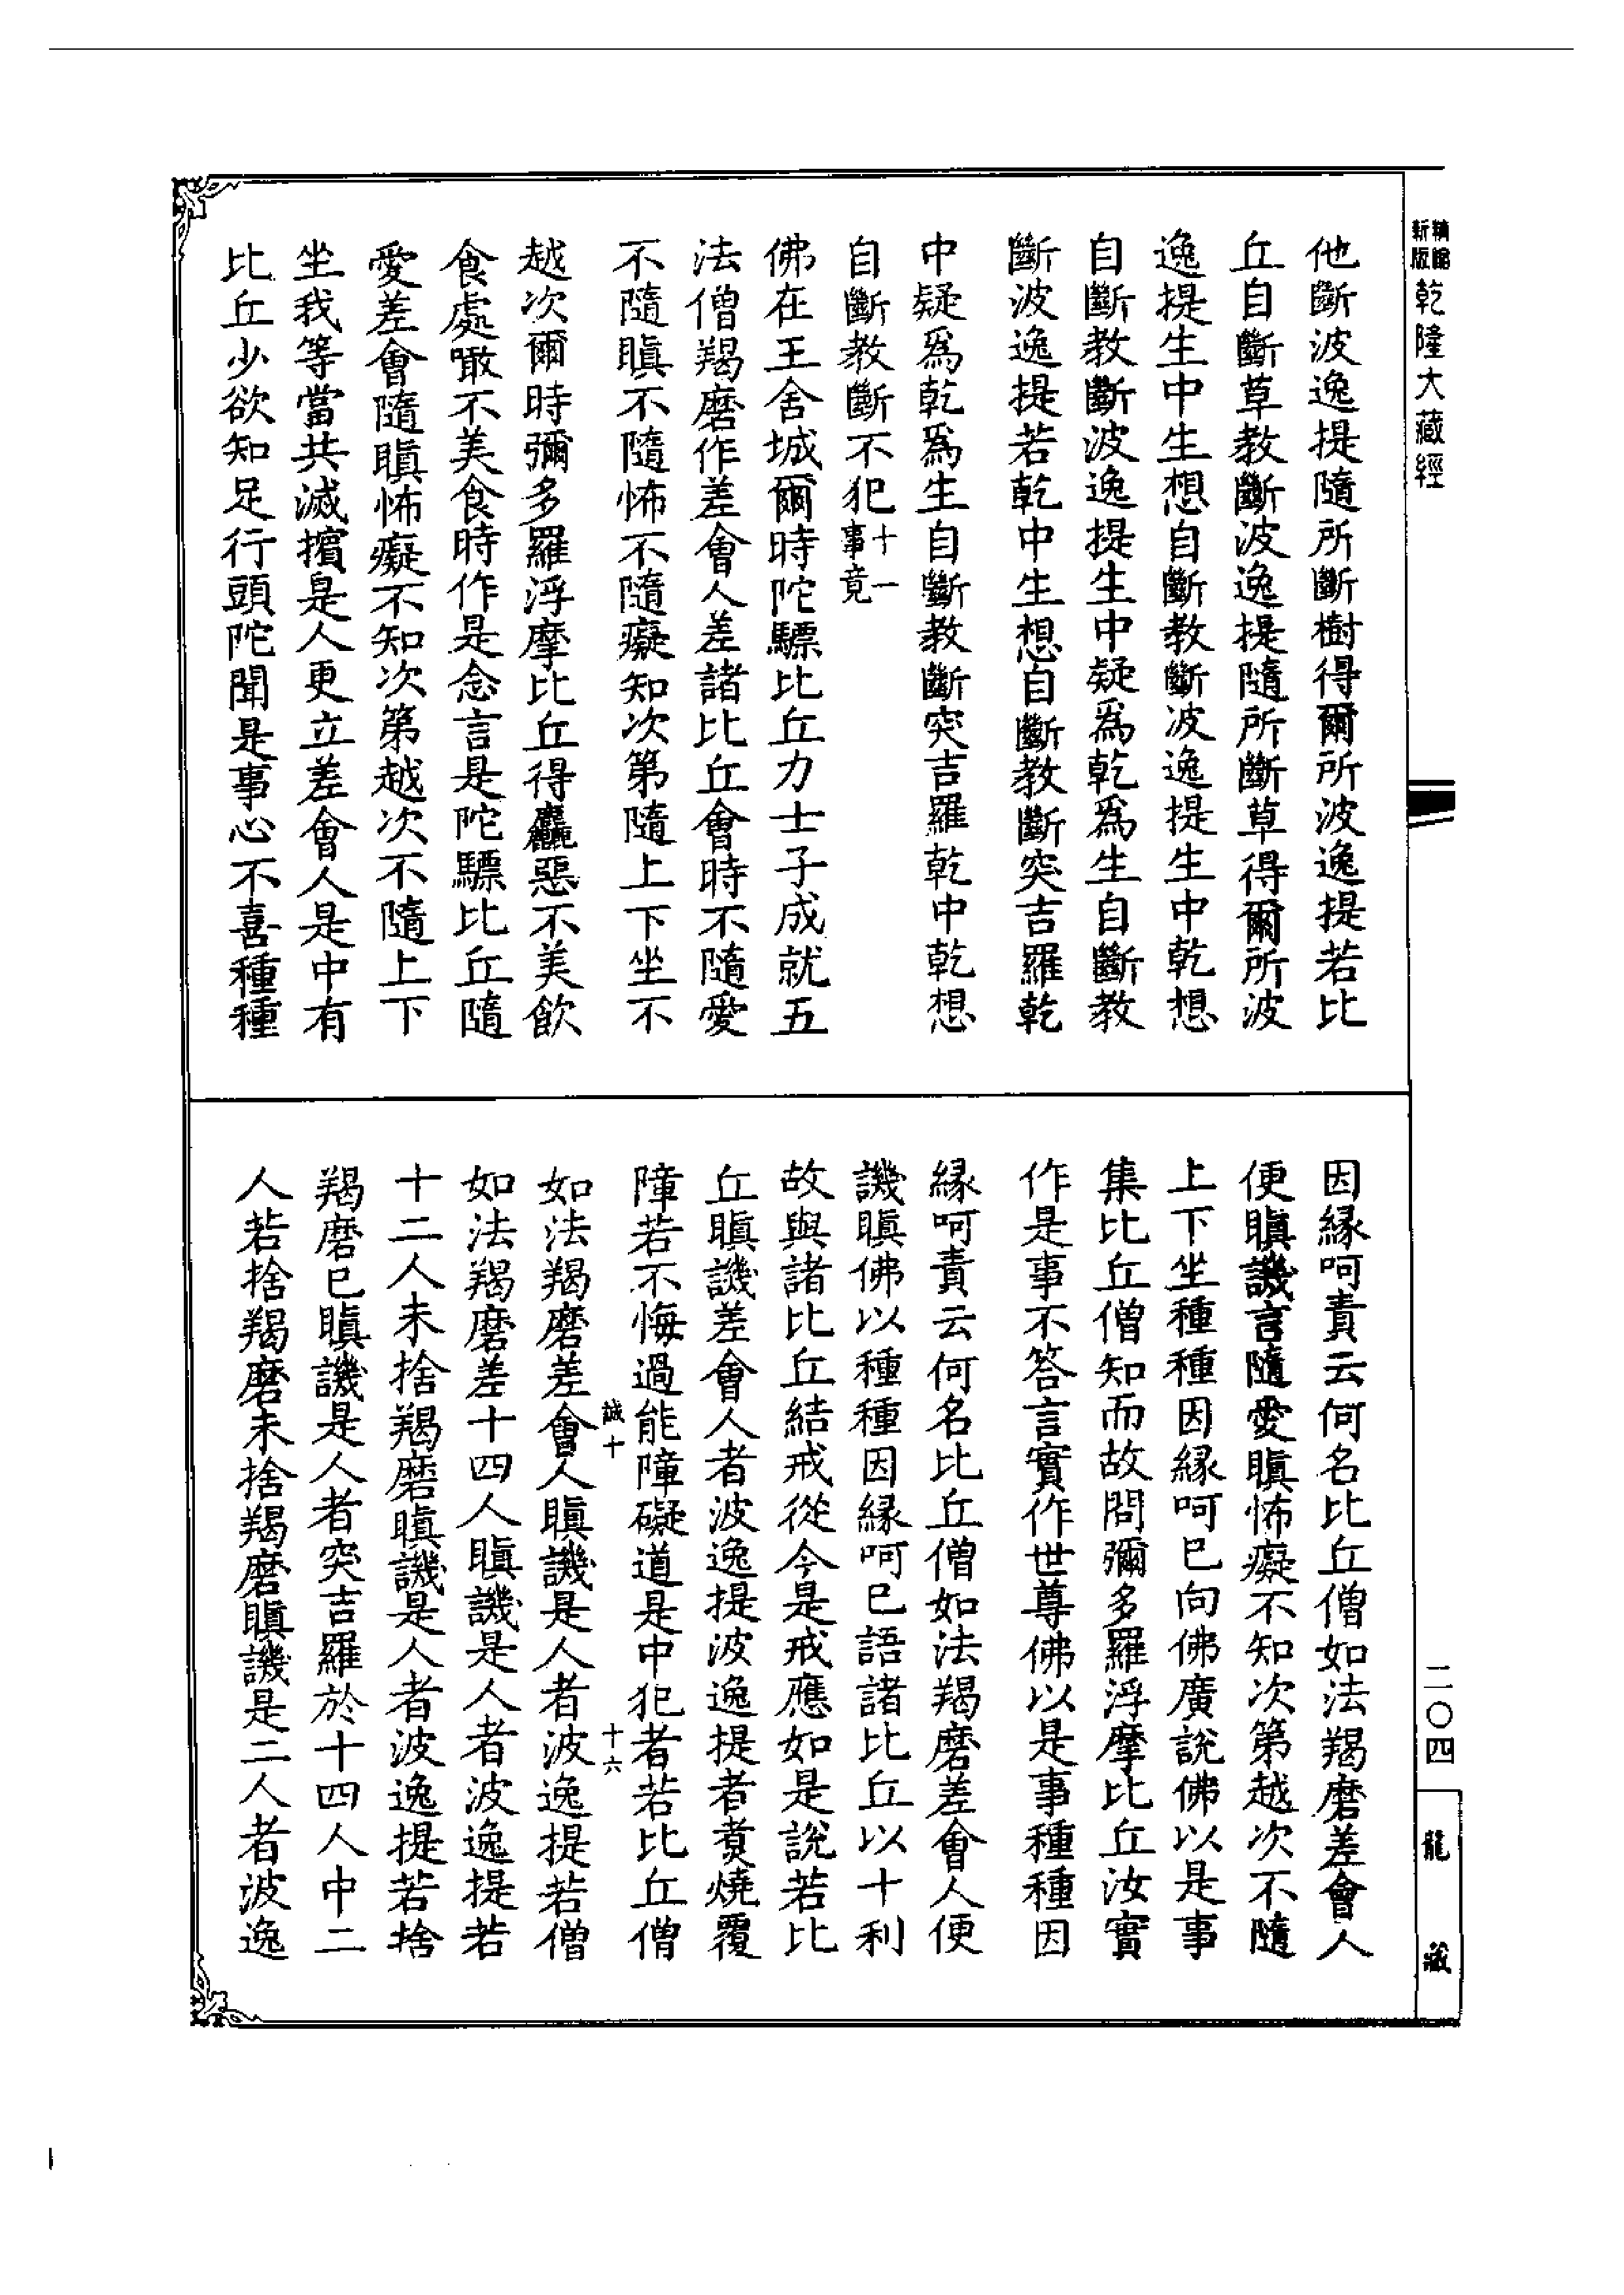 精縮新版乾隆大藏經
他斷波逸提隨所斷樹得爾所波逸提若比
丘自斷草教斷波逸提隨所斷草得爾所波
逸提生中生想自斷教斷波逸提生中乾想
自斷教斷波逸提生中疑爲乾爲生自斷教
斷波逸提若乾中生想自斷教斷突吉羅乾
中疑爲乾爲生自斷教斷突吉羅乾中乾想
自斷教斷不犯十一事竟
佛在王舍城爾時陀驃比丘力士子成就五
法僧羯磨作差會人差諸比丘會時不隨愛
不隨瞋不隨怖不隨癡知次第隨上下坐不
越次爾時彌多羅浮摩比丘得麤惡不美飲
食處噉不美食時作是念言是陀驃比丘隨
愛差會隨瞋怖癡不知次第越次不隨上下
坐我等當共滅擯是人更立差會人是中有
比丘少欲知足行頭陀聞是事心不喜種種
因緣呵責云何名比丘僧如法羯磨差會人
便瞋譏言隨愛瞋怖癡不知次第越次不隨
上下坐種種因緣呵已向佛廣說佛以是事
集比丘僧知而故問彌多羅浮摩比丘汝實
作是事不答言實作世尊佛以是事種種因
緣呵責云何名比丘僧如法羯磨差會人便
譏瞋佛以種種因緣呵已語諸比丘以十利
故與諸比丘結戒從今是戒應如是說若比
丘瞋譏差會人者波逸提波逸提者煑燒覆
障若不悔過能障礙道是中犯者若比丘僧
誠十 十六
如法羯磨差會人瞋譏是人者波逸提若僧
如法羯磨差十四人瞋譏是人者波逸提若
十二人未捨羯磨瞋譏是人者波逸提若捨
羯磨已瞋譏是人者突吉羅於十四人中二
人若捨羯磨未捨羯磨瞋譏是二人者波逸
二〇四
龍藏